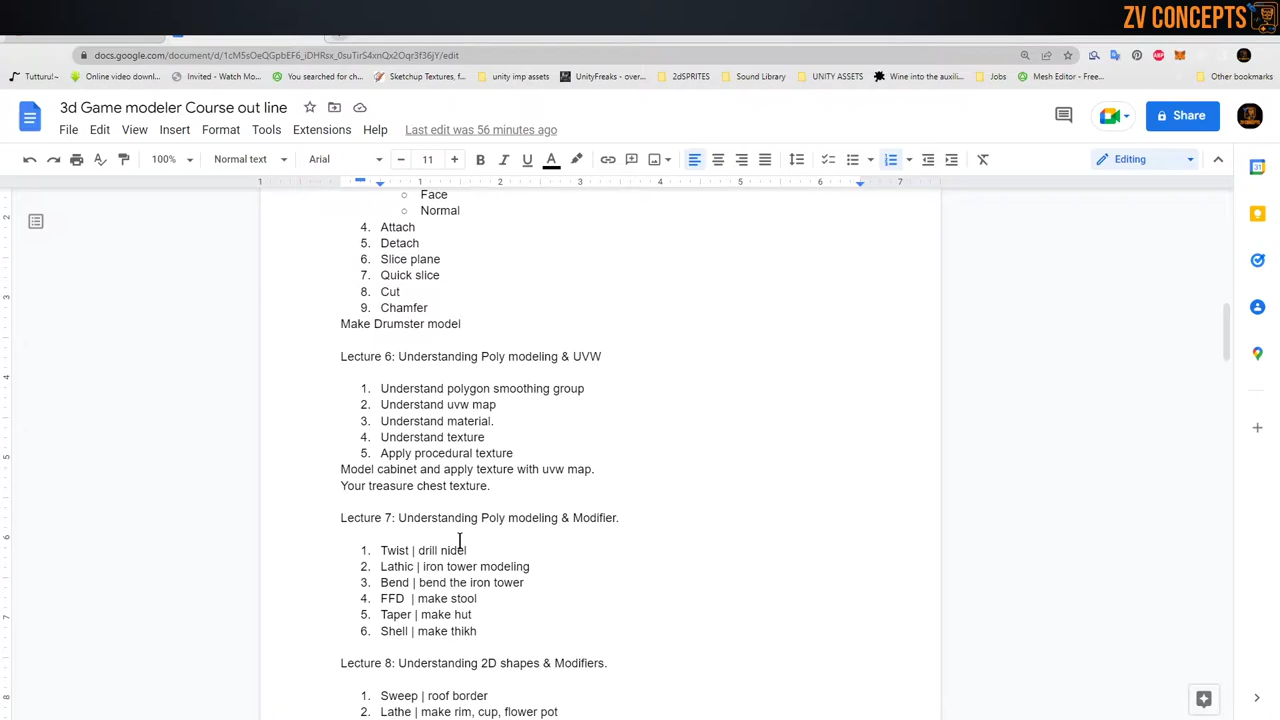 ZV CONCEPTS
docs.google.com/document/d/1cM5sOeQGpbEF6_iDHRsx_0suTirS4xnQx2Oqr3f36jY/edit
Tutturu!~ Online video downl... Invited - Watch Mo... You searched for ch... Sketchup Textures, f... unity imp assets UnityFreaks - over... 2dSPRITES Sound Library UNITY ASSETS Wine into the auxili... Jobs Mesh Editor - Free... Other bookmarks
3d Game modeler Course out line
Share
File Edit View Insert Format Tools Extensions Help Last edit was 56 minutes ago
100% Normal text Arial 11 Editing
1 1 2 3 4 5 6 7
Face
Normal
4. Attach
5. Detach
6. Slice plane
7. Quick slice
8. Cut
9. Chamfer
Make Drumster model
Lecture 6: Understanding Poly modeling & UVW
1. Understand polygon smoothing group
2. Understand uvw map
3. Understand material.
4. Understand texture
5. Apply procedural texture
Model cabinet and apply texture with uvw map.
Your treasure chest texture.
Lecture 7: Understanding Poly modeling & Modifier.
1. Twist | drill nidel
2. Lathic | iron tower modeling
3. Bend | bend the iron tower
4. FFD | make stool
5. Taper | make hut
6. Shell | make thikh
Lecture 8: Understanding 2D shapes & Modifiers.
1. Sweep | roof border
2. Lathe | make rim, cup, flower pot